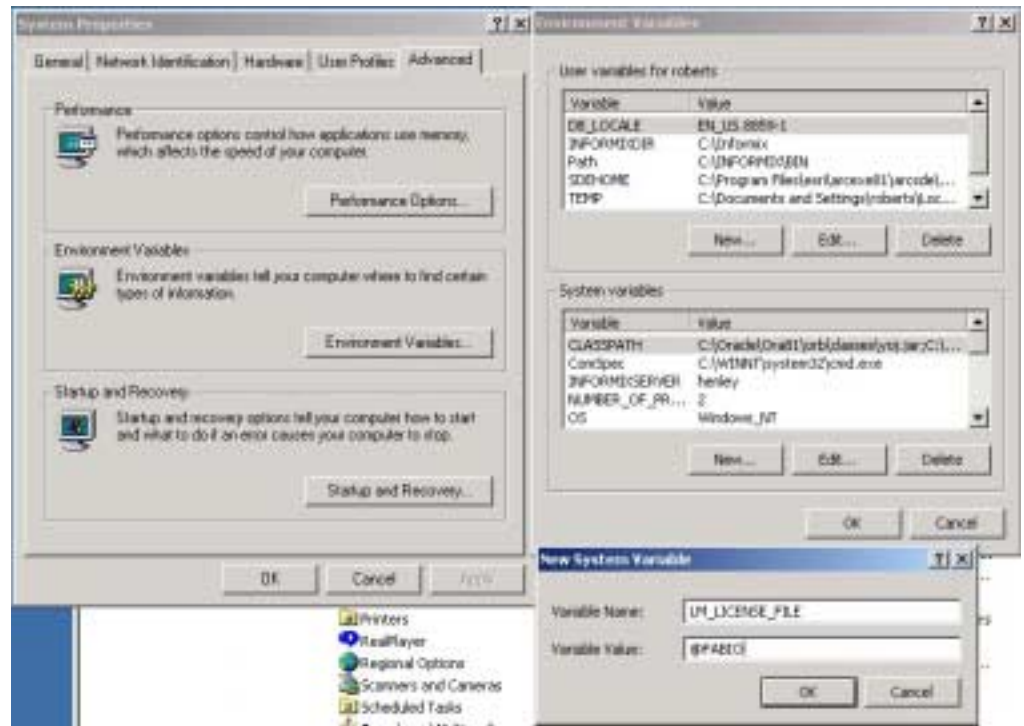 System Properties
General Network Identification Hardware User Profiles Advanced
Performance
Performance options control how applications use memory,
which affects the speed of your computer.
Performance Options...
Environment Variables
Environment variables tell your computer where to find certain
types of information.
Environment Variables...
Startup and Recovery
Startup and recovery options tell your computer how to start
and what to do if an error causes your computer to stop.
Startup and Recovery...
OK Cancel Apply
Environment Variables
User variables for roberts
Variable Value
DB_LOCALE EN_US.8859-1
INFORMIXDIR C:\Informix
Path C:\INFORMIX\BIN
SDEHOME C:\Program Files\esri\arcexe81\arcsde\...
TEMP C:\Documents and Settings\roberts\Loc...
New... Edit... Delete
System variables
Variable Value
CLASSPATH
ComSpec C:\WINNT\system32\cmd.exe
INFORMIXSERVER henley
NUMBER_OF_PR... 2
OS Windows_NT
New... Edit... Delete
OK Cancel
New System Variable
Variable Name: LM_LICENSE_FILE
Variable Value: @FABIO
OK Cancel
Printers
RealPlayer
Regional Options
Scanners and Cameras
Scheduled Tasks